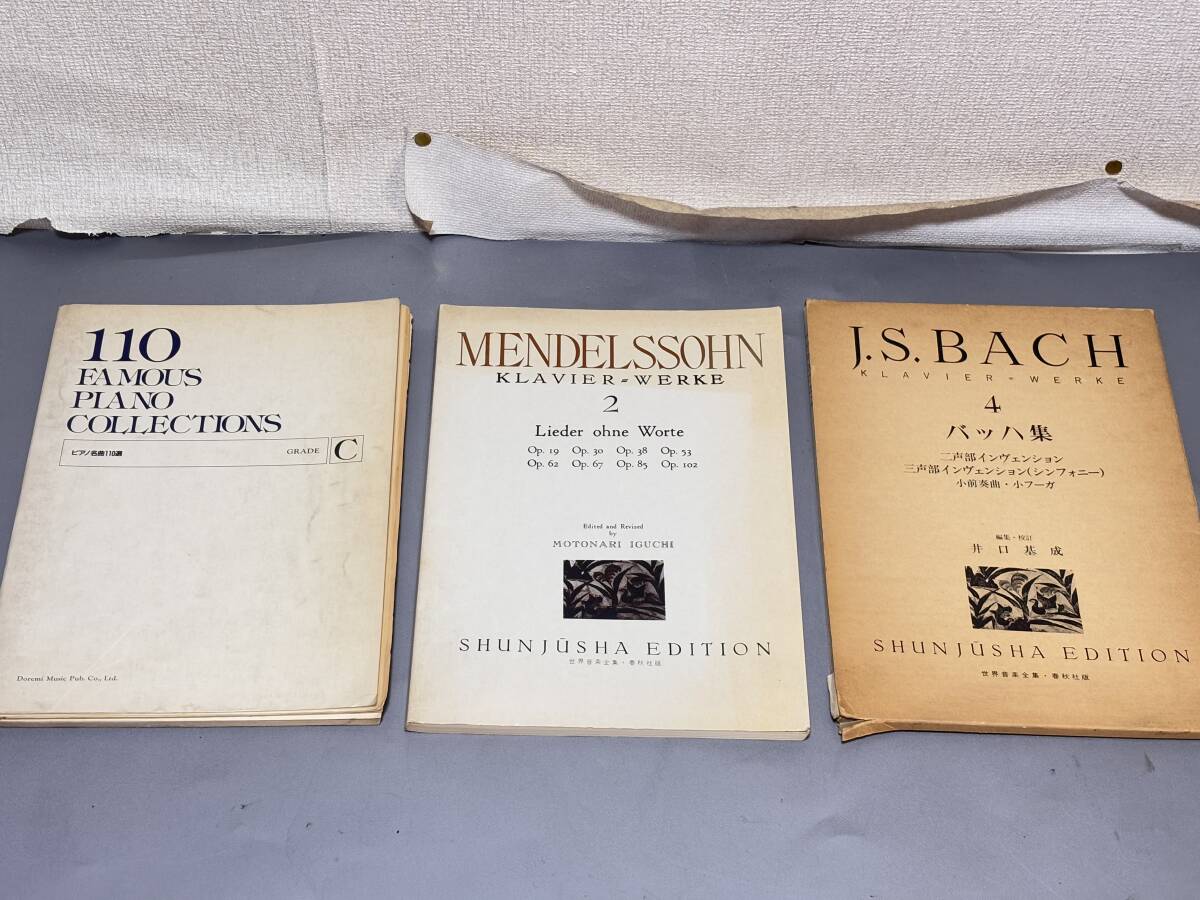 110
FAMOUS
PIANO
COLLECTIONS
ピアノ名曲110選
GRADE C
Doremi Music Pub. Co., Ltd.
MENDELSSOHN
KLAVIER=WERKE
2
Lieder ohne Worte
Op. 19 Op. 30 Op. 38 Op. 53
Op. 62 Op. 67 Op. 85 Op. 102
Edited and Revised
by
MOTONARI IGUCHI
SHUNJŪSHA EDITION
世界音楽全集・春秋社版
J.S.BACH
KLAVIER=WERKE
4
バッハ集
二声部インヴェンション
三声部インヴェンション(シンフォニー)
小前奏曲・小フーガ
編集・校訂
井口基成
SHUNJŪSHA EDITION
世界音楽全集・春秋社版